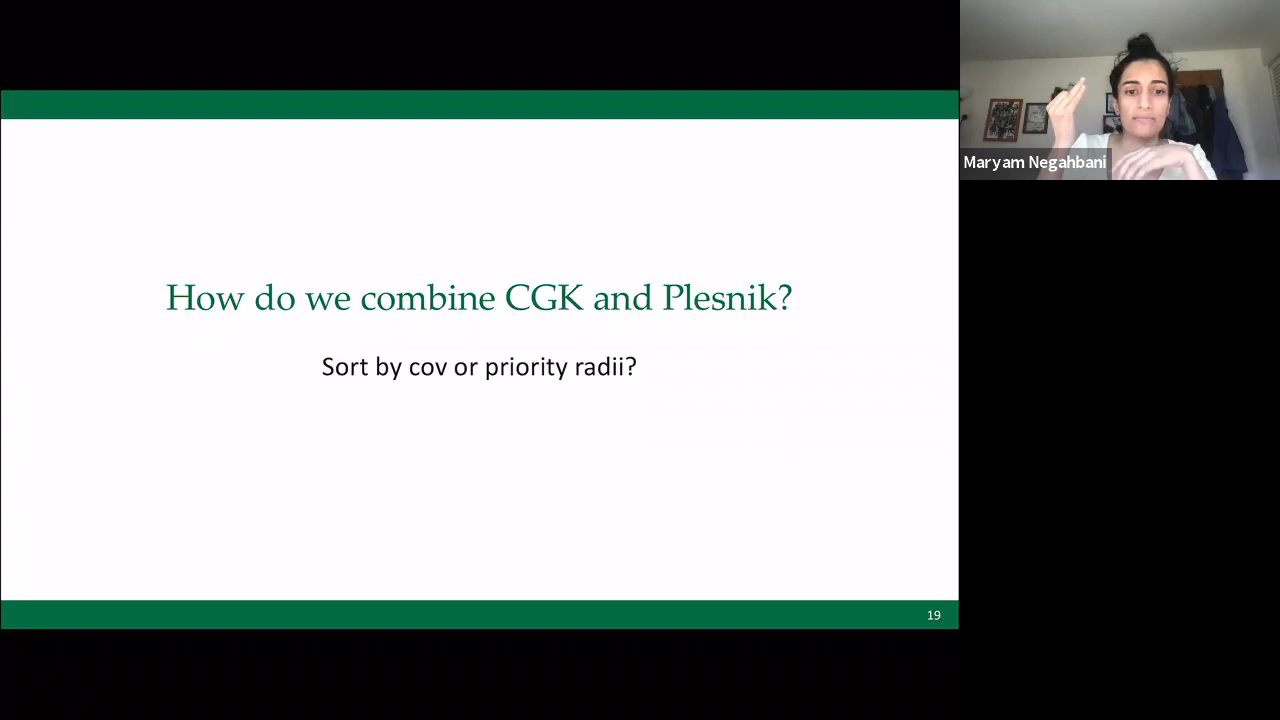 How do we combine CGK and Plesnik?
Sort by cov or priority radii?
19
Maryam Negahbani